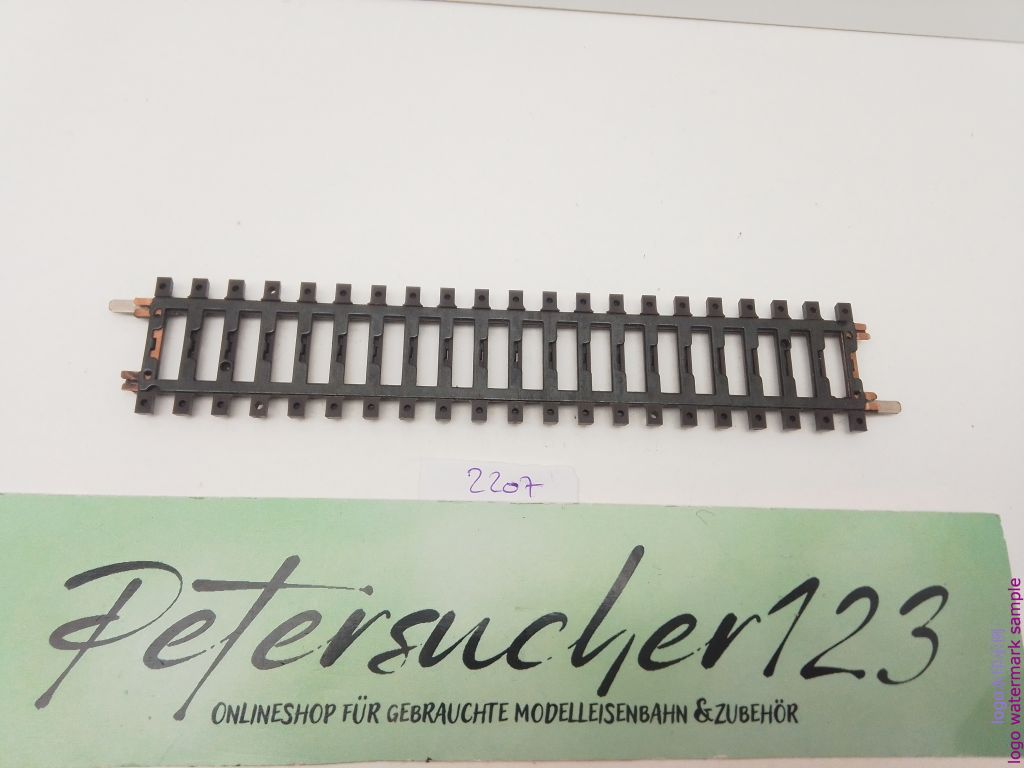 2207
Petersucher123
ONLINESHOP FÜR GEBRAUCHTE MODELLEISENBAHN & ZUBEHÖR
logo watermark sample